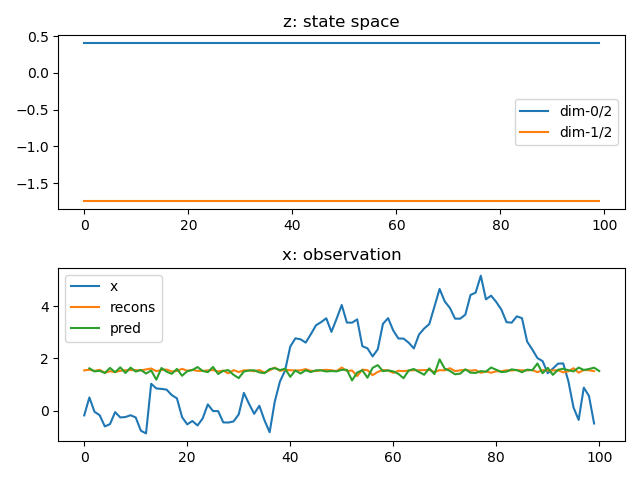 z: state space
0.5
0.0
−0.5
−1.0
−1.5
dim-0/2
dim-1/2
0 20 40 60 80 100
x: observation
4
2
0
x
recons
pred
0 20 40 60 80 100